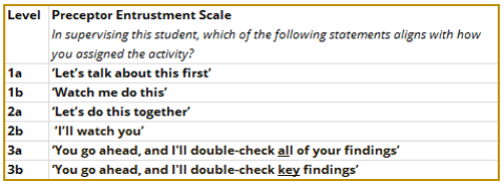 Level Preceptor Entrustment Scale
In supervising this student, which of the following statements aligns with how
you assigned the activity?
1a 'Let's talk about this first'
1b 'Watch me do this'
2a 'Let's do this together'
2b 'I'll watch you'
3a 'You go ahead, and I'll double-check all of your findings'
3b 'You go ahead, and I'll double-check key findings'